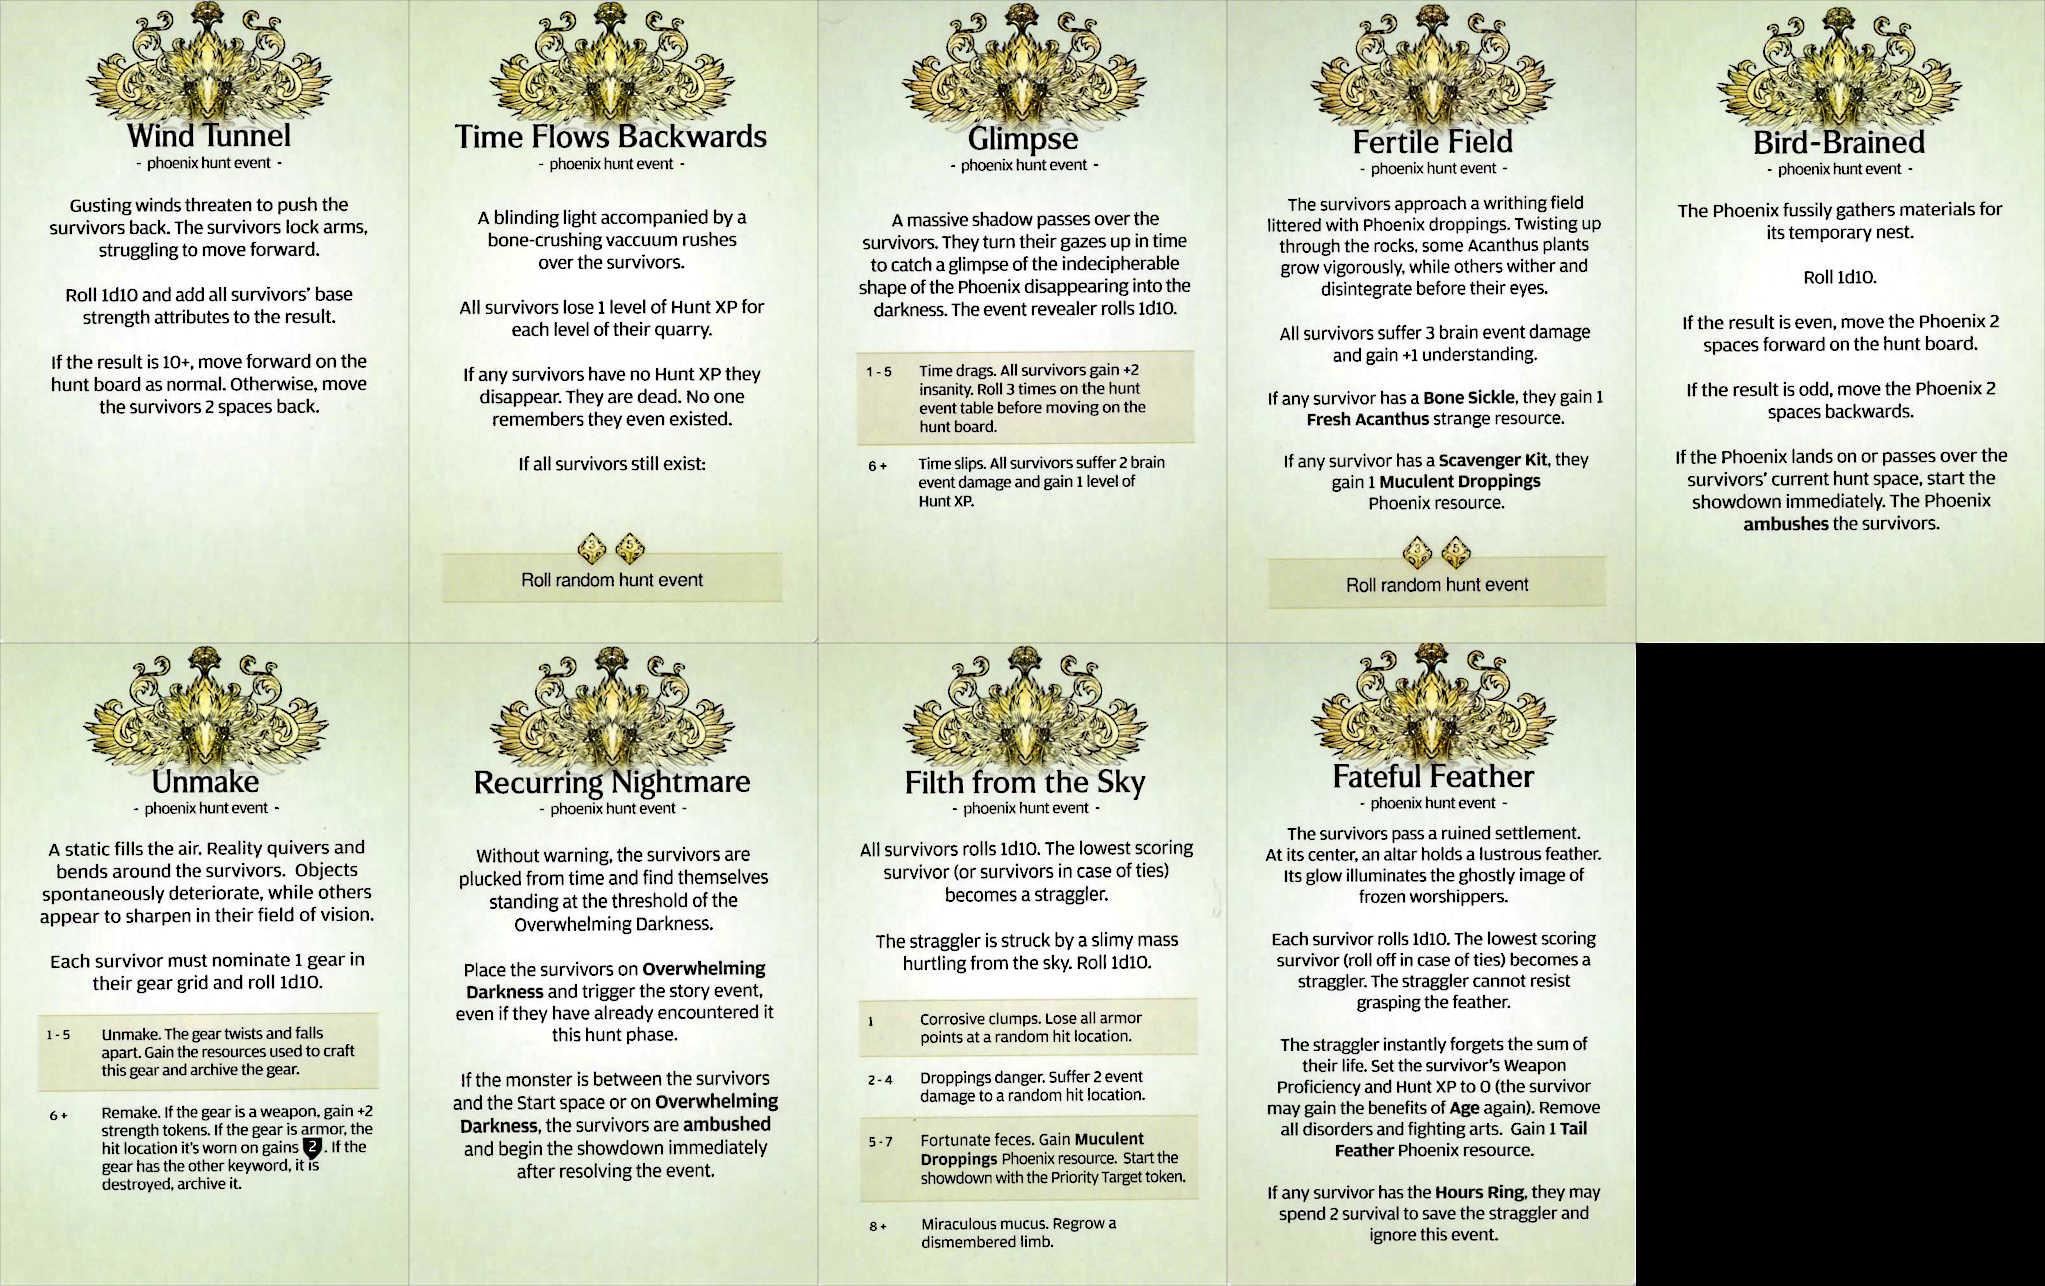 Wind Tunnel
- phoenix hunt event -
Gusting winds threaten to push the
survivors back. The survivors lock arms,
struggling to move forward.
Roll 1d10 and add all survivors' base
strength attributes to the result.
If the result is 10+, move forward on the
hunt board as normal. Otherwise, move
the survivors 2 spaces back.
Time Flows Backwards
- phoenix hunt event -
A blinding light accompanied by a
bone-crushing vaccuum rushes
over the survivors.
All survivors lose 1 level of Hunt XP for
each level of their quarry.
If any survivors have no Hunt XP they
disappear. They are dead. No one
remembers they even existed.
If all survivors still exist:
3 5
Roll random hunt event
Glimpse
- phoenix hunt event -
A massive shadow passes over the
survivors. They turn their gazes up in time
to catch a glimpse of the indecipherable
shape of the Phoenix disappearing into the
darkness. The event revealer rolls 1d10.
1 - 5 Time drags. All survivors gain +2
insanity. Roll 3 times on the hunt
event table before moving on the
hunt board.
6 + Time slips. All survivors suffer 2 brain
event damage and gain 1 level of
Hunt XP.
Fertile Field
- phoenix hunt event -
The survivors approach a writhing field
littered with Phoenix droppings. Twisting up
through the rocks, some Acanthus plants
grow vigorously, while others wither and
disintegrate before their eyes.
All survivors suffer 3 brain event damage
and gain +1 understanding.
If any survivor has a Bone Sickle, they gain 1
Fresh Acanthus strange resource.
If any survivor has a Scavenger Kit, they
gain 1 Muculent Droppings
Phoenix resource.
3 5
Roll random hunt event
Bird-Brained
- phoenix hunt event -
The Phoenix fussily gathers materials for
its temporary nest.
Roll 1d10.
If the result is even, move the Phoenix 2
spaces forward on the hunt board.
If the result is odd, move the Phoenix 2
spaces backwards.
If the Phoenix lands on or passes over the
survivors' current hunt space, start the
showdown immediately. The Phoenix
ambushes the survivors.
Unmake
- phoenix hunt event -
A static fills the air. Reality quivers and
bends around the survivors. Objects
spontaneously deteriorate, while others
appear to sharpen in their field of vision.
Each survivor must nominate 1 gear in
their gear grid and roll 1d10.
1 - 5 Unmake. The gear twists and falls
apart. Gain the resources used to craft
this gear and archive the gear.
6 + Remake. If the gear is a weapon, gain +2
strength tokens. If the gear is armor, the
hit location it's worn on gains 2. If the
gear has the other keyword, it is
destroyed, archive it.
Recurring Nightmare
- phoenix hunt event -
Without warning, the survivors are
plucked from time and find themselves
standing at the threshold of the
Overwhelming Darkness.
Place the survivors on Overwhelming
Darkness and trigger the story event,
even if they have already encountered it
this hunt phase.
If the monster is between the survivors
and the Start space or on Overwhelming
Darkness, the survivors are ambushed
and begin the showdown immediately
after resolving the event.
Filth from the Sky
- phoenix hunt event -
All survivors rolls 1d10. The lowest scoring
survivor (or survivors in case of ties)
becomes a straggler.
The straggler is struck by a slimy mass
hurtling from the sky. Roll 1d10.
1 Corrosive clumps. Lose all armor
points at a random hit location.
2 - 4 Droppings danger. Suffer 2 event
damage to a random hit location.
5 - 7 Fortunate feces. Gain Muculent
Droppings Phoenix resource. Start the
showdown with the Priority Target token.
8 + Miraculous mucus. Regrow a
dismembered limb.
Fateful Feather
- phoenix hunt event -
The survivors pass a ruined settlement.
At its center, an altar holds a lustrous feather.
Its glow illuminates the ghostly image of
frozen worshippers.
Each survivor rolls 1d10. The lowest scoring
survivor (roll off in case of ties) becomes a
straggler. The straggler cannot resist
grasping the feather.
The straggler instantly forgets the sum of
their life. Set the survivor's Weapon
Proficiency and Hunt XP to 0 (the survivor
may gain the benefits of Age again). Remove
all disorders and fighting arts. Gain 1 Tail
Feather Phoenix resource.
If any survivor has the Hours Ring, they may
spend 2 survival to save the straggler and
ignore this event.